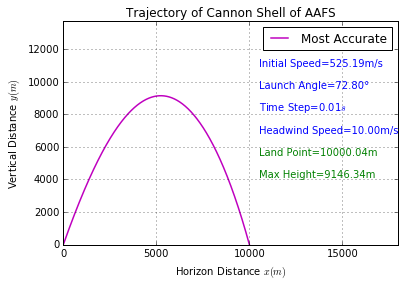 Trajectory of Cannon Shell of AAFS
Most Accurate
Initial Speed=525.19m/s
Launch Angle=72.80°
Time Step=0.01s
Headwind Speed=10.00m/s
Land Point=10000.04m
Max Height=9146.34m
Vertical Distance y(m)
12000
10000
8000
6000
4000
2000
0
0
5000
10000
15000
Horizon Distance x(m)